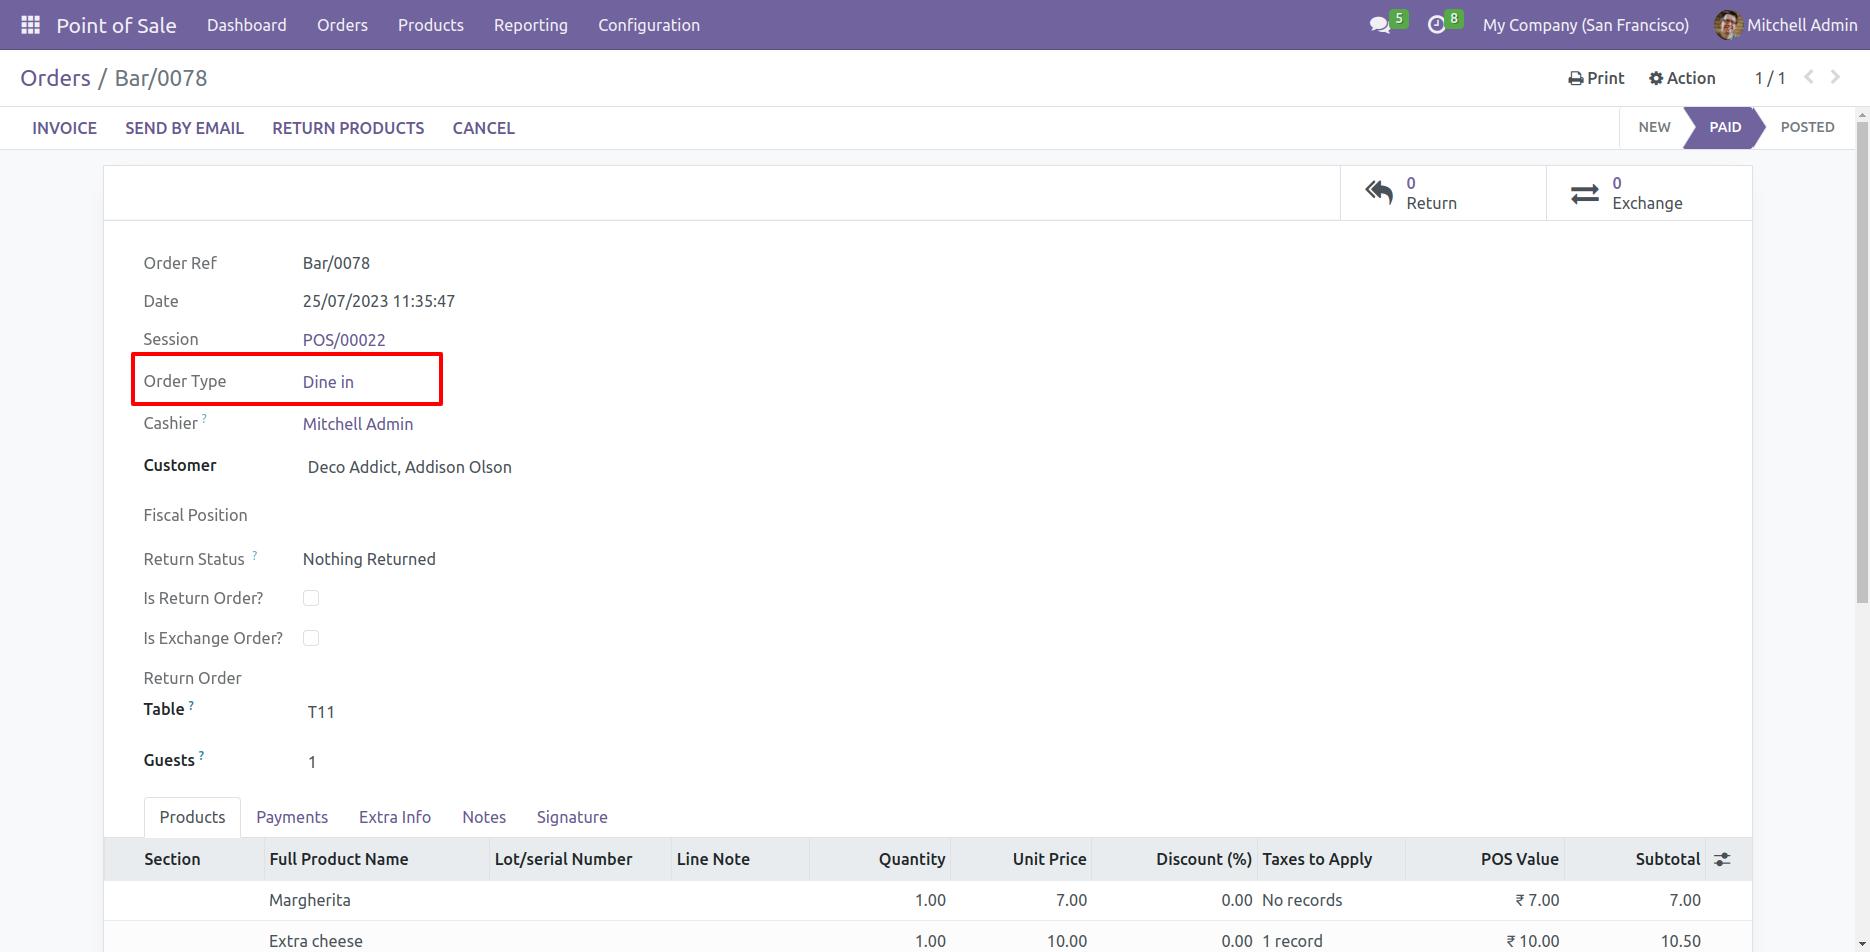 Point of Sale Dashboard Orders Products Reporting Configuration 5 8 My Company (San Francisco) Mitchell Admin
Orders / Bar/0078 Print Action 1 / 1
INVOICE SEND BY EMAIL RETURN PRODUCTS CANCEL NEW PAID POSTED
0 Return
0 Exchange
Order Ref Bar/0078
Date 25/07/2023 11:35:47
Session POS/00022
Order Type Dine in
Cashier ? Mitchell Admin
Customer Deco Addict, Addison Olson
Fiscal Position
Return Status ? Nothing Returned
Is Return Order?
Is Exchange Order?
Return Order
Table ? T11
Guests ? 1
Products Payments Extra Info Notes Signature
Section Full Product Name Lot/serial Number Line Note Quantity Unit Price Discount (%) Taxes to Apply POS Value Subtotal
Margherita 1.00 7.00 0.00 No records ₹ 7.00 7.00
Extra cheese 1.00 10.00 0.00 1 record ₹ 10.00 10.50